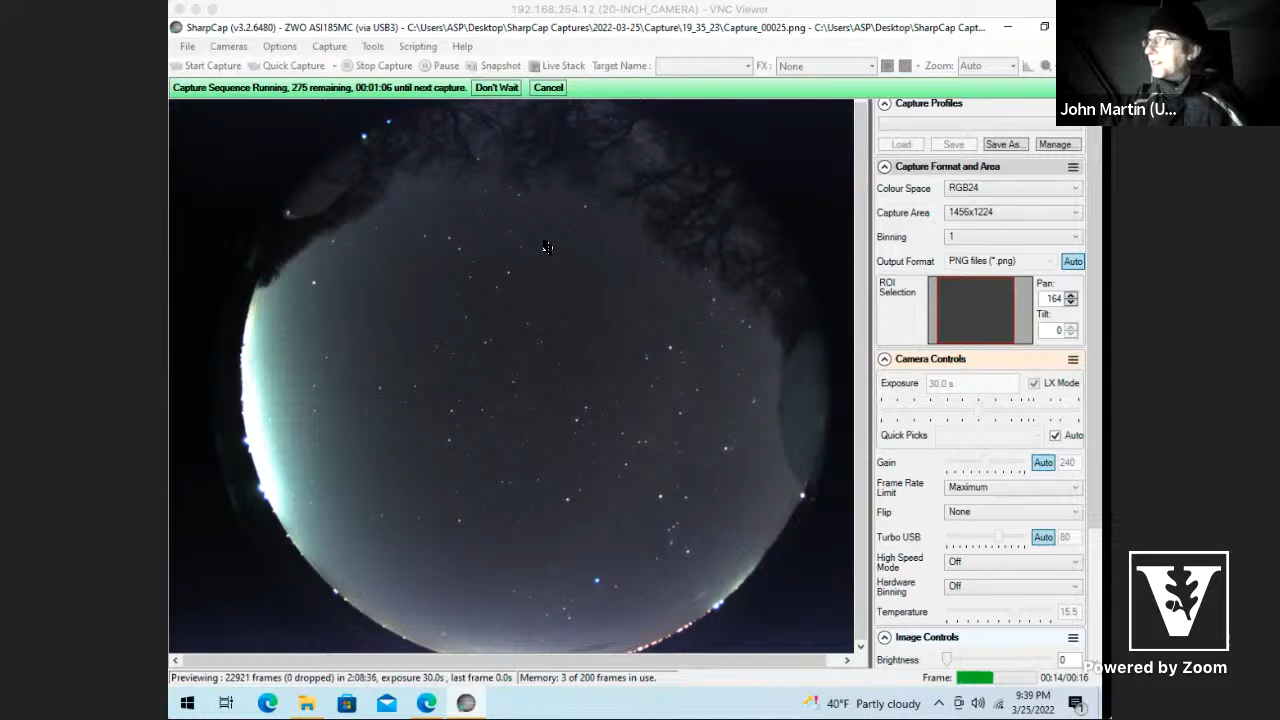 192.168.254.12 (20-INCH_CAMERA) - VNC Viewer
SharpCap (v3.2.6480) - ZWO ASI185MC (via USB3) - C:\Users\ASP\Desktop\SharpCap Captures\2022-03-25\Capture\19_35_23\Capture_00025.png - C:\Users\ASP\Desktop\SharpCap Capt...
File Cameras Options Capture Tools Scripting Help
Start Capture Quick Capture Stop Capture Pause Snapshot Live Stack Target Name : FX : None Zoom: Auto
Capture Sequence Running, 275 remaining, 00:01:06 until next capture. Don't Wait Cancel
John Martin (U...
Capture Profiles
Load Save Save As... Manage...
Capture Format and Area
Colour Space RGB24
Capture Area 1456x1224
Binning 1
Output Format PNG files (*.png) Auto
ROI Selection
Pan: 164
Tilt: 0
Camera Controls
Exposure 30.0 s LX Mode
Quick Picks Auto
Gain Auto 240
Frame Rate Limit Maximum
Flip None
Turbo USB Auto 80
High Speed Mode Off
Hardware Binning Off
Temperature 15.5
Image Controls
Brightness 0
V
Powered by Zoom
Previewing : 22921 frames (0 dropped) in 2:08:36, exposure 30.0s , last frame 0.0s Memory: 3 of 200 frames in use. Frame: 00:14/00:16
40°F Partly cloudy
9:39 PM
3/25/2022
1